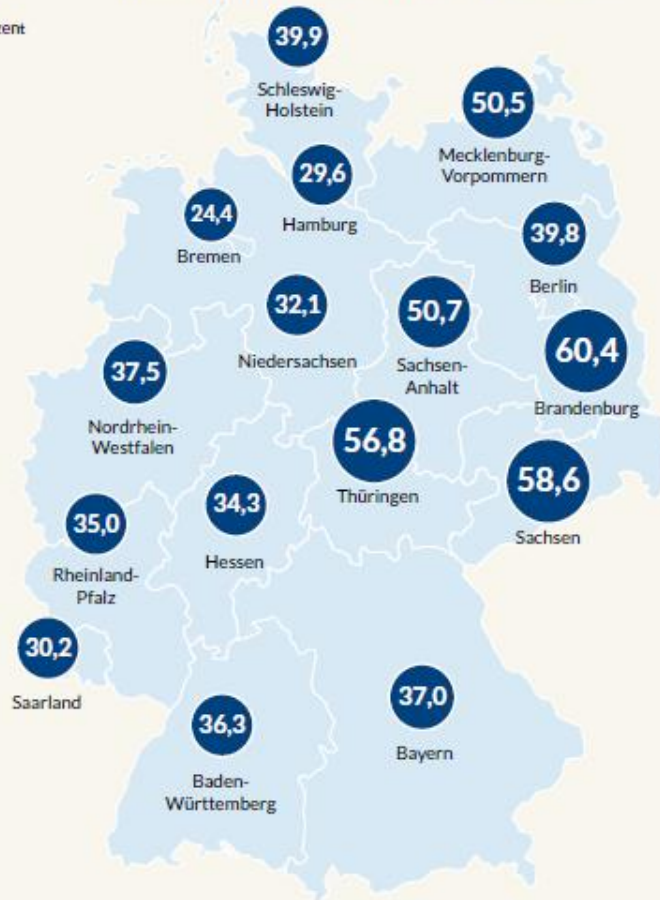 39,9
Schleswig-
Holstein
50,5
Mecklenburg-
Vorpommern
29,6
Hamburg
24,4
Bremen
39,8
Berlin
32,1
Niedersachsen
50,7
Sachsen-
Anhalt
60,4
Brandenburg
37,5
Nordrhein-
Westfalen
56,8
Thüringen
58,6
Sachsen
34,3
Hessen
35,0
Rheinland-
Pfalz
30,2
Saarland
36,3
Baden-
Württemberg
37,0
Bayern